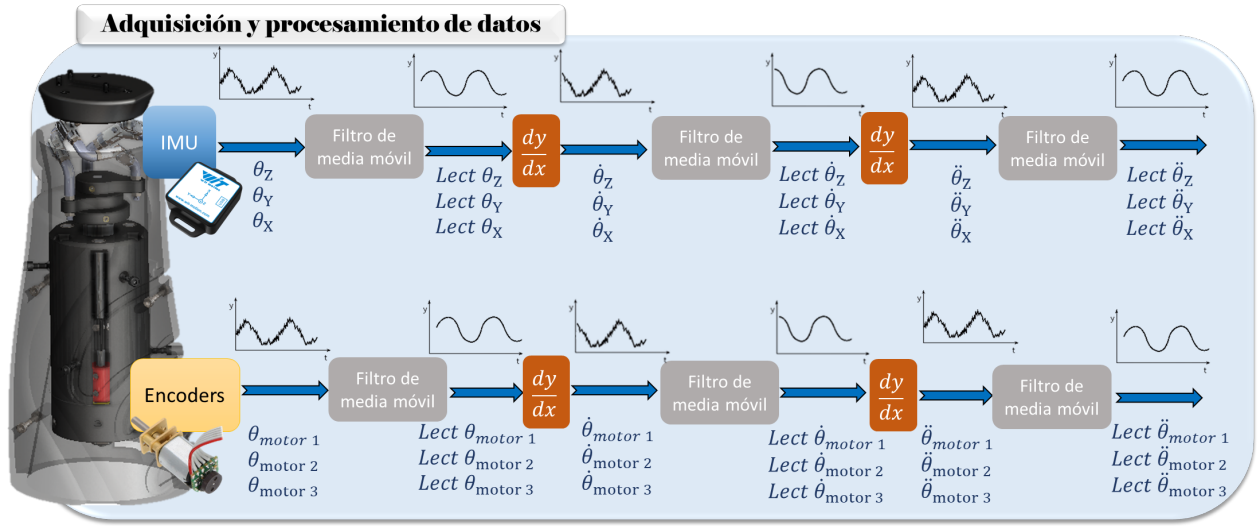 Adquisición y procesamiento de datos
y
t
y
t
y
t
y
t
y
t
y
t
IMU
Filtro de
media móvil
dy
dx
Filtro de
media móvil
dy
dx
Filtro de
media móvil
θZ
θY
θX
Lect θZ
Lect θY
Lect θX
θ̇Z
θ̇Y
θ̇X
Lect θ̇Z
Lect θ̇Y
Lect θ̇X
θ̈Z
θ̈Y
θ̈X
Lect θ̈Z
Lect θ̈Y
Lect θ̈X
WIT
y
t
y
t
y
t
y
t
y
t
y
t
Encoders
Filtro de
media móvil
dy
dx
Filtro de
media móvil
dy
dx
Filtro de
media móvil
θmotor 1
θmotor 2
θmotor 3
Lect θmotor 1
Lect θmotor 2
Lect θmotor 3
θ̇motor 1
θ̇motor 2
θ̇motor 3
Lect θ̇motor 1
Lect θ̇motor 2
Lect θ̇motor 3
θ̈motor 1
θ̈motor 2
θ̈motor 3
Lect θ̈motor 1
Lect θ̈motor 2
Lect θ̈motor 3